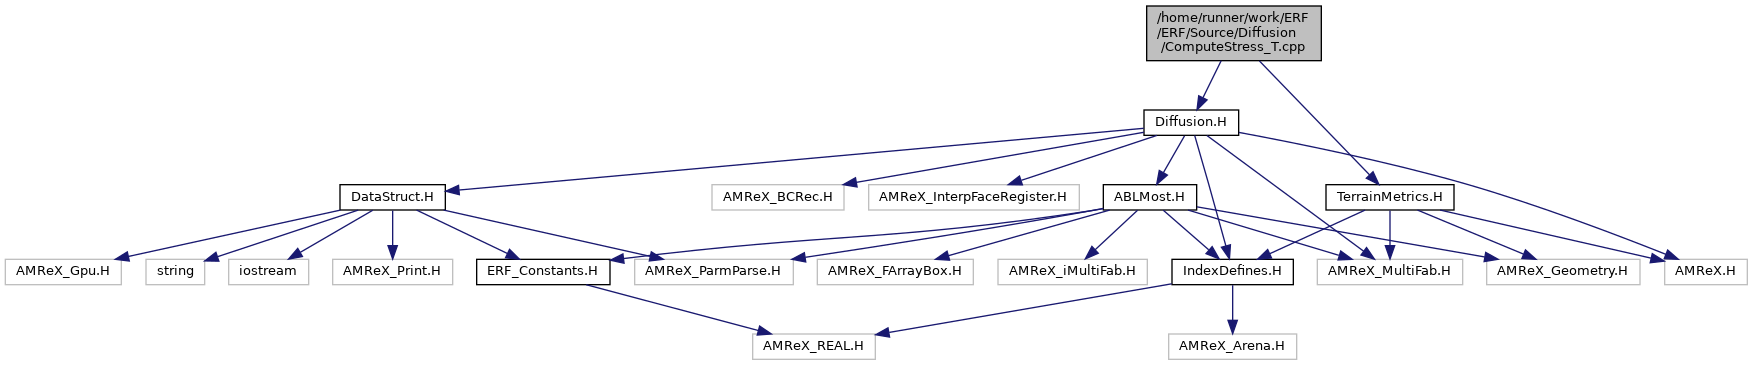 /home/runner/work/ERF
/ERF/Source/Diffusion
/ComputeStress_T.cpp
Diffusion.H
DataStruct.H
AMReX_BCRec.H
AMReX_InterpFaceRegister.H
ABLMost.H
TerrainMetrics.H
AMReX_Gpu.H
string
iostream
AMReX_Print.H
ERF_Constants.H
AMReX_ParmParse.H
AMReX_FArrayBox.H
AMReX_iMultiFab.H
IndexDefines.H
AMReX_MultiFab.H
AMReX_Geometry.H
AMReX.H
AMReX_REAL.H
AMReX_Arena.H